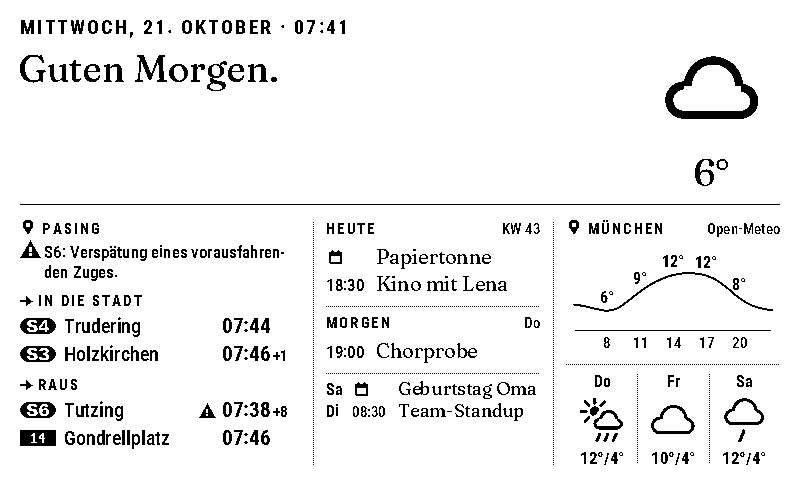 MITTWOCH, 21. OKTOBER · 07:41
Guten Morgen.
6°
PASING
S6: Verspätung eines vorausfahren-
den Zuges.
→ IN DIE STADT
S4 Trudering 07:44
S3 Holzkirchen 07:46 +1
→ RAUS
S6 Tutzing 07:38 +8
14 Gondrellplatz 07:46
HEUTE KW 43
Papiertonne
18:30 Kino mit Lena
MORGEN Do
19:00 Chorprobe
Sa Geburtstag Oma
Di 08:30 Team-Standup
MÜNCHEN Open-Meteo
6° 9° 12° 12° 8°
8 11 14 17 20
Do Fr Sa
12°/4° 10°/4° 12°/4°